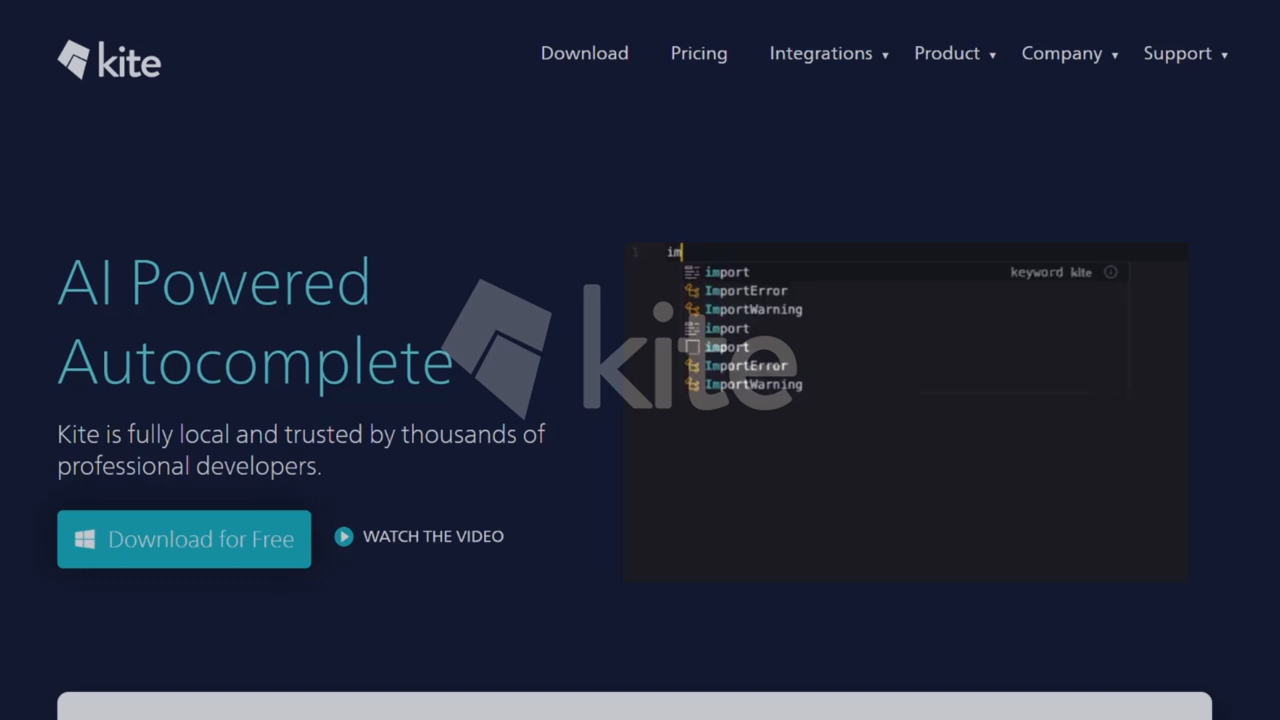 kite
Download Pricing Integrations ▾ Product ▾ Company ▾ Support ▾
AI Powered
Autocomplete
Kite is fully local and trusted by thousands of
professional developers.
Download for Free
WATCH THE VIDEO
1 im
import keyword kite
ImportError
ImportWarning
import
import
ImportError
ImportWarning
kite